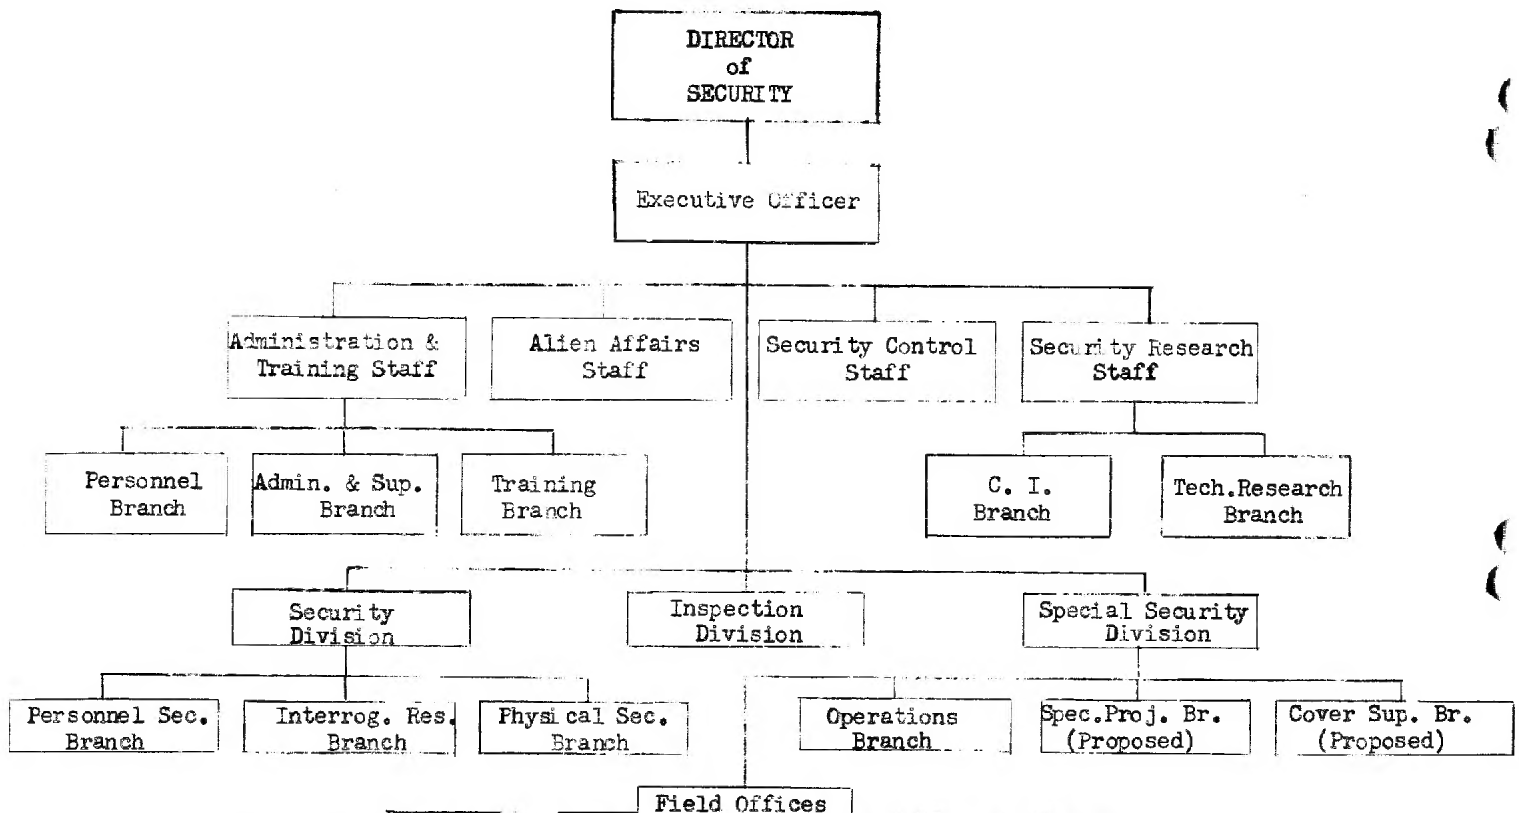 DIRECTOR
of
SECURITY
Executive Officer
Administration &
Training Staff
Alien Affairs
Staff
Security Control
Staff
Security Research
Staff
Personnel
Branch
Admin. & Sup.
Branch
Training
Branch
C. I.
Branch
Tech.Research
Branch
Security
Division
Inspection
Division
Special Security
Division
Personnel Sec.
Branch
Interrog. Res.
Branch
Physical Sec.
Branch
Operations
Branch
Spec.Proj. Br.
(Proposed)
Cover Sup. Br.
(Proposed)
Field Offices